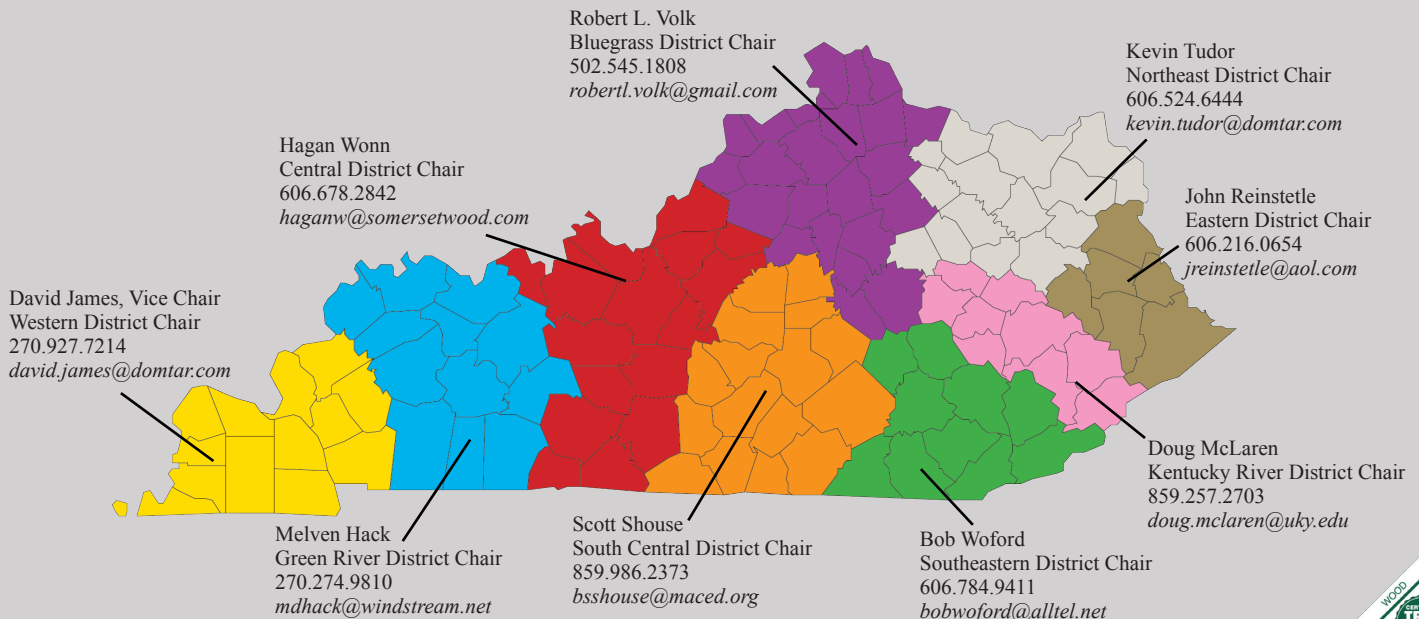 Robert L. Volk
Bluegrass District Chair
502.545.1808
robertl.volk@gmail.com
Kevin Tudor
Northeast District Chair
606.524.6444
kevin.tudor@domtar.com
Hagan Wonn
Central District Chair
606.678.2842
haganw@somersetwood.com
John Reinstetle
Eastern District Chair
606.216.0654
jreinstetle@aol.com
David James, Vice Chair
Western District Chair
270.927.7214
david.james@domtar.com
Doug McLaren
Kentucky River District Chair
859.257.2703
doug.mclaren@uky.edu
Melven Hack
Green River District Chair
270.274.9810
mdhack@windstream.net
Scott Shouse
South Central District Chair
859.986.2373
bsshouse@maced.org
Bob Woford
Southeastern District Chair
606.784.9411
bobwoford@alltel.net
WOOD